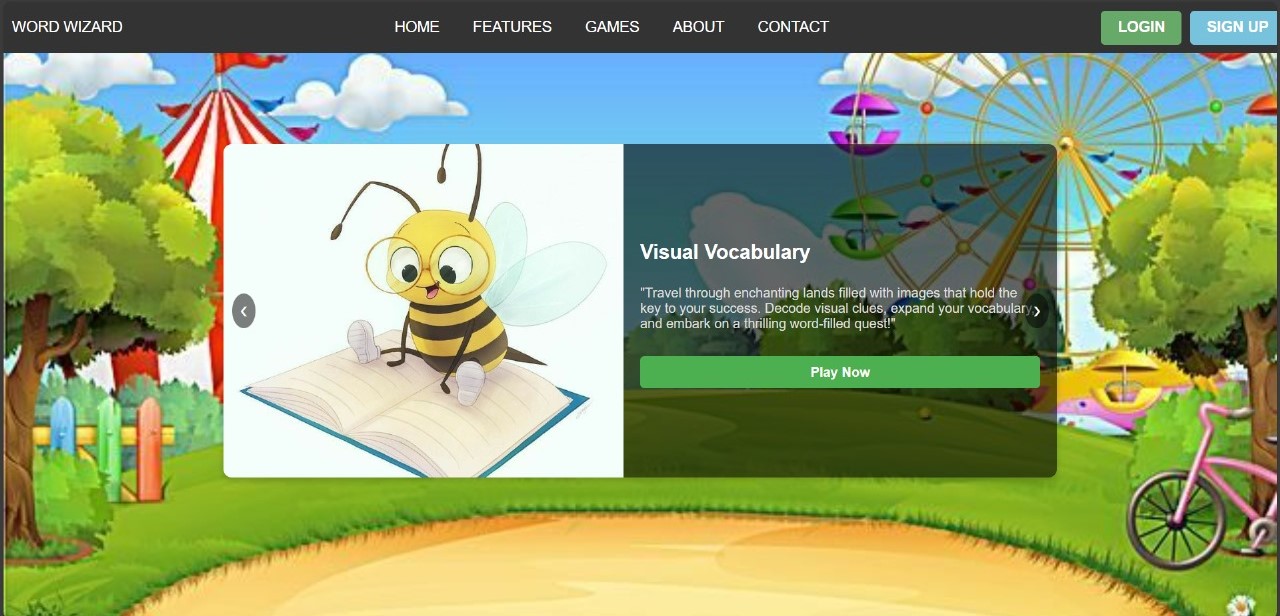 WORD WIZARD
HOME FEATURES GAMES ABOUT CONTACT
LOGIN SIGN UP
Visual Vocabulary
"Travel through enchanting lands filled with images that hold the
key to your success. Decode visual clues, expand your vocabulary,
and embark on a thrilling word-filled quest!"
Play Now